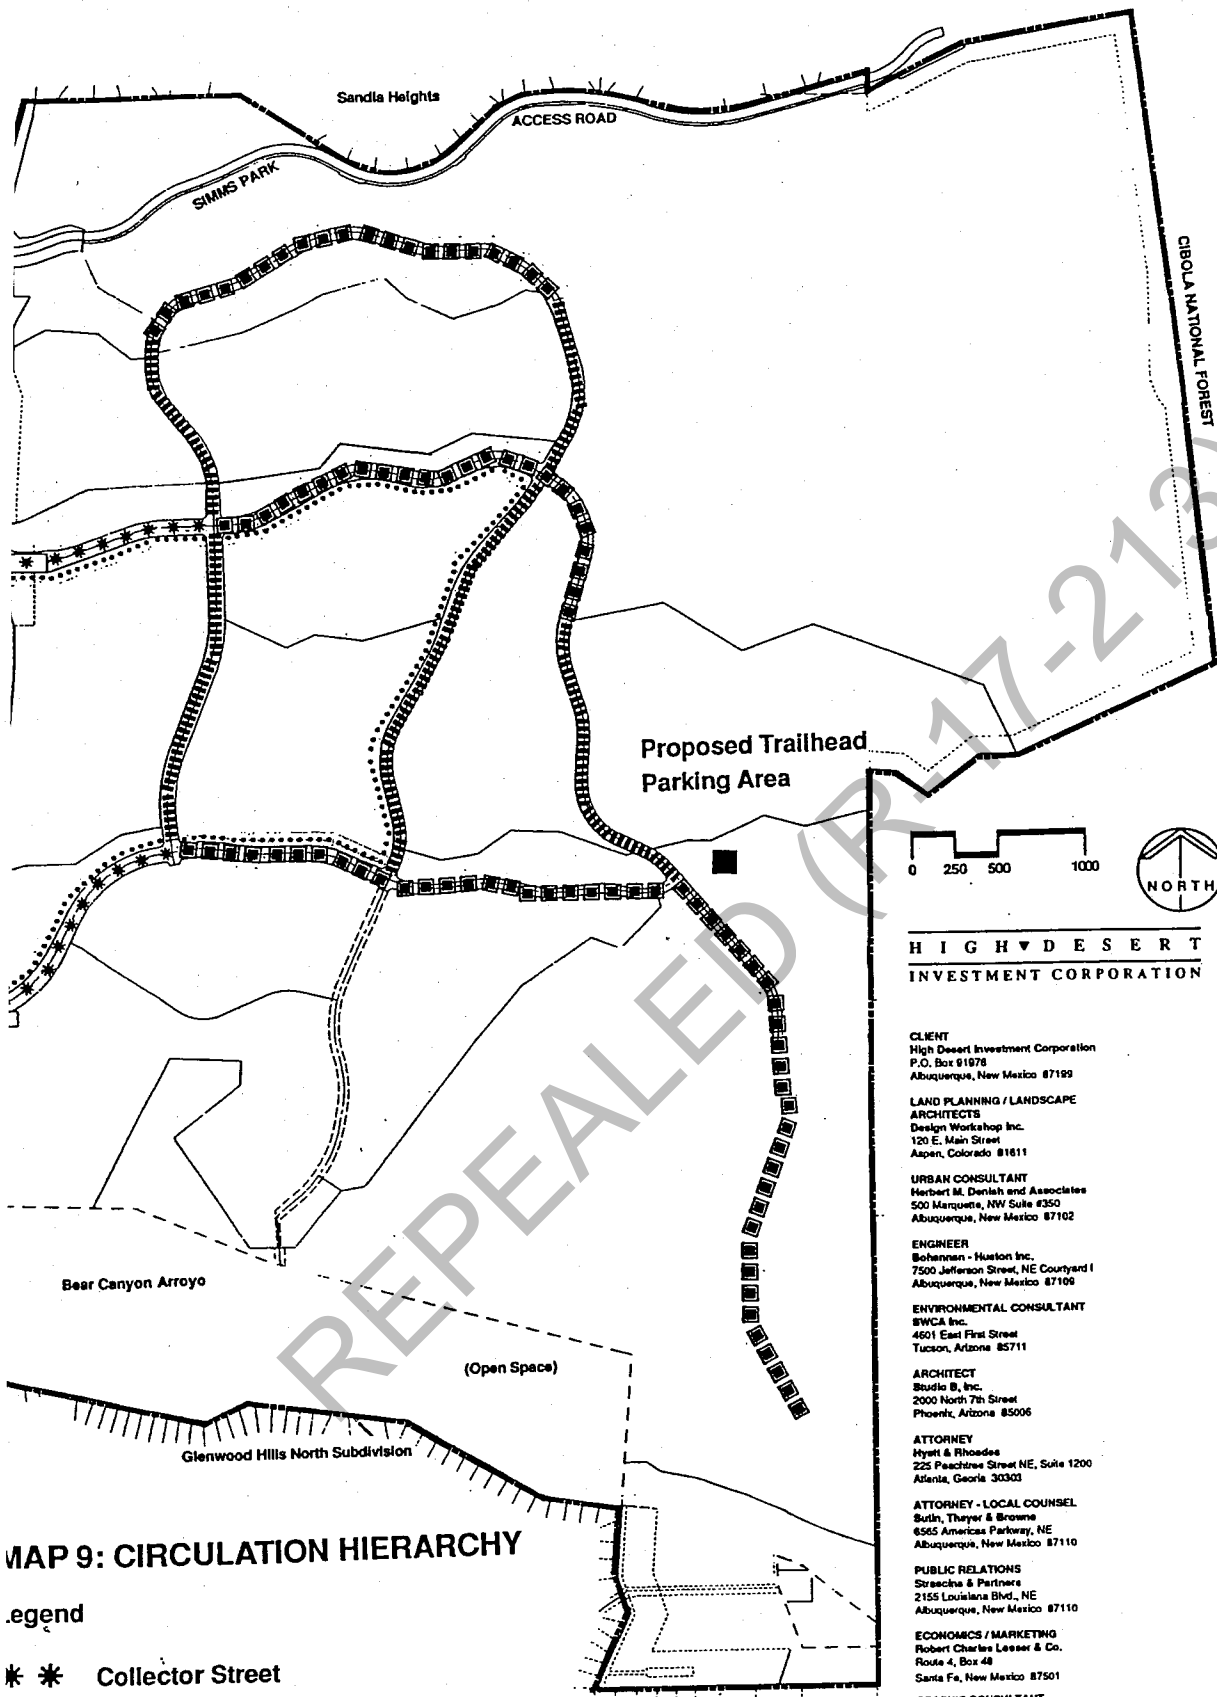 Sandia Heights
ACCESS ROAD
SIMMS PARK
CIBOLA NATIONAL FOREST
REPEALED (R-17-213)
Proposed Trailhead
Parking Area
0 250 500 1000
NORTH
HIGH DESERT
INVESTMENT CORPORATION
CLIENT
High Desert Investment Corporation
P.O. Box 91976
Albuquerque, New Mexico 87199
LAND PLANNING / LANDSCAPE
ARCHITECTS
Design Workshop Inc.
120 E. Main Street
Aspen, Colorado 81611
URBAN CONSULTANT
Herbert M. Denish and Associates
500 Marquette, NW Suite #350
Albuquerque, New Mexico 87102
ENGINEER
Bohannan - Huston Inc.
7500 Jefferson Street, NE Courtyard I
Albuquerque, New Mexico 87109
ENVIRONMENTAL CONSULTANT
SWCA Inc.
4601 East First Street
Tucson, Arizona 85711
ARCHITECT
Studio B, Inc.
2000 North 7th Street
Phoenix, Arizona 85006
ATTORNEY
Hyatt & Rhoades
225 Peachtree Street NE, Suite 1200
Atlanta, Georia 30303
ATTORNEY - LOCAL COUNSEL
Sutin, Thayer & Browne
6565 Americas Parkway, NE
Albuquerque, New Mexico 87110
PUBLIC RELATIONS
& Partners
2155 Louisiana Blvd., NE
Albuquerque, New Mexico 87110
ECONOMICS / MARKETING
Robert Charles Lesser & Co.
Route 4, Box 48
Santa Fe, New Mexico 87501
Bear Canyon Arroyo
(Open Space)
Glenwood Hills North Subdivision
MAP 9: CIRCULATION HIERARCHY
egend
Collector Street